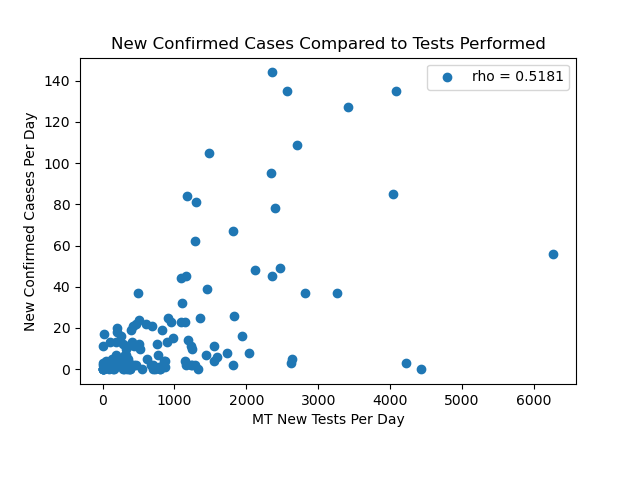 New Confirmed Cases Compared to Tests Performed
rho = 0.5181
New Confirmed Caeses Per Day
140
120
100
80
60
40
20
0
0 1000 2000 3000 4000 5000 6000
MT New Tests Per Day